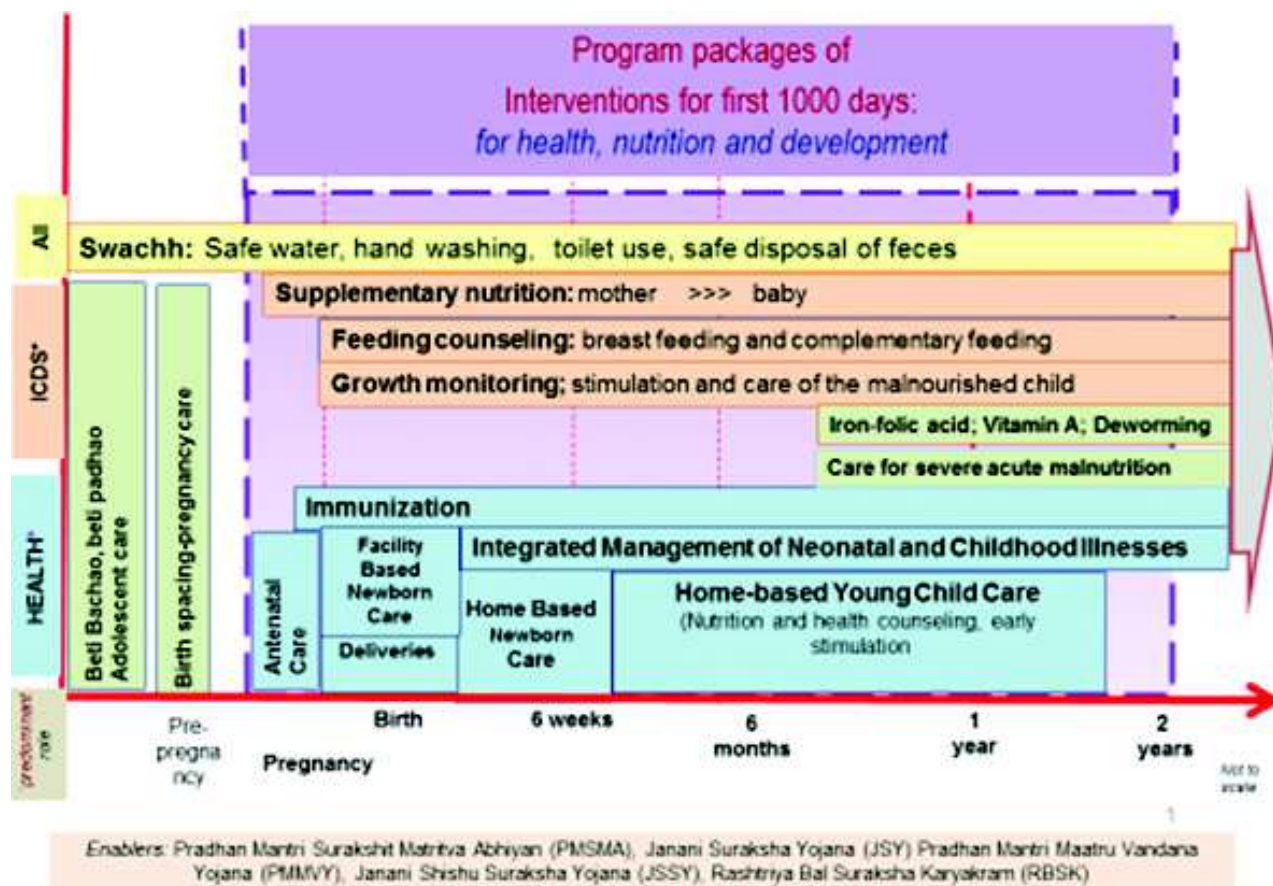 Program packages of
Interventions for first 1000 days:
for health, nutrition and development
All
Swachh: Safe water, hand washing, toilet use, safe disposal of feces
ICDS*
Supplementary nutrition: mother >>> baby
Feeding counseling: breast feeding and complementary feeding
Growth monitoring; stimulation and care of the malnourished child
Iron-folic acid; Vitamin A; Deworming
Care for severe acute malnutrition
HEALTH*
Beti Bachao, beti padhao
Adolescent care
Birth spacing-pregnancy care
Immunization
Antenatal
Care
Facility
Based
Newborn
Care
Deliveries
Integrated Management of Neonatal and Childhood Illnesses
Home Based
Newborn
Care
Home-based Young Child Care
(Nutrition and health counseling, early
stimulation
predominant
role
Pre-
pregna
ncy
Pregnancy
Birth
6 weeks
6
months
1
year
2
years
Not to
scale
1
Enablers: Pradhan Mantri Surakshit Matritva Abhiyan (PMSMA), Janani Suraksha Yojana (JSY) Pradhan Mantri Maatru Vandana
Yojana (PMMVY), Janani Shishu Suraksha Yojana (JSSY), Rashtriya Bal Suraksha Karyakram (RBSK)